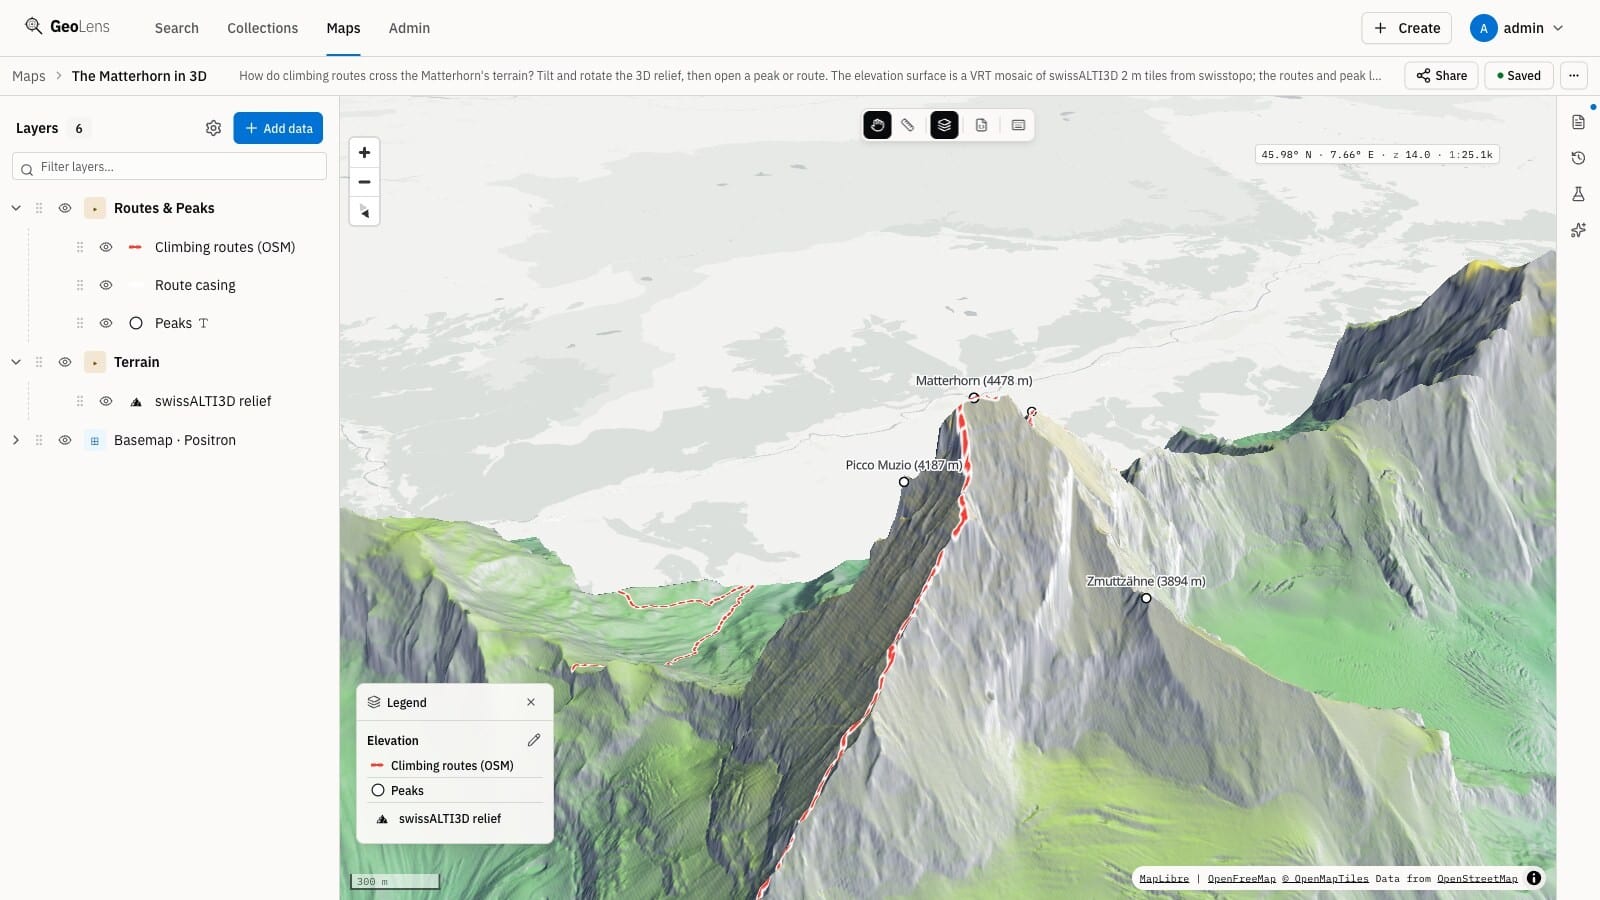 GeoLens
Search
Collections
Maps
Admin
Create
A
admin
Maps
The Matterhorn in 3D
How do climbing routes cross the Matterhorn's terrain? Tilt and rotate the 3D relief, then open a peak or route. The elevation surface is a VRT mosaic of swissALTI3D 2 m tiles from swisstopo; the routes and peak l...
Share
Saved
Layers 6
Add data
Filter layers...
Routes & Peaks
Climbing routes (OSM)
Route casing
Peaks
Terrain
swissALTI3D relief
Basemap · Positron
45.98° N · 7.66° E · z 14.0 · 1:25.1k
Matterhorn (4478 m)
Picco Muzio (4187 m)
Zmuttzähne (3894 m)
Legend
Elevation
Climbing routes (OSM)
Peaks
swissALTI3D relief
300 m
MapLibre | OpenFreeMap © OpenMapTiles Data from OpenStreetMap